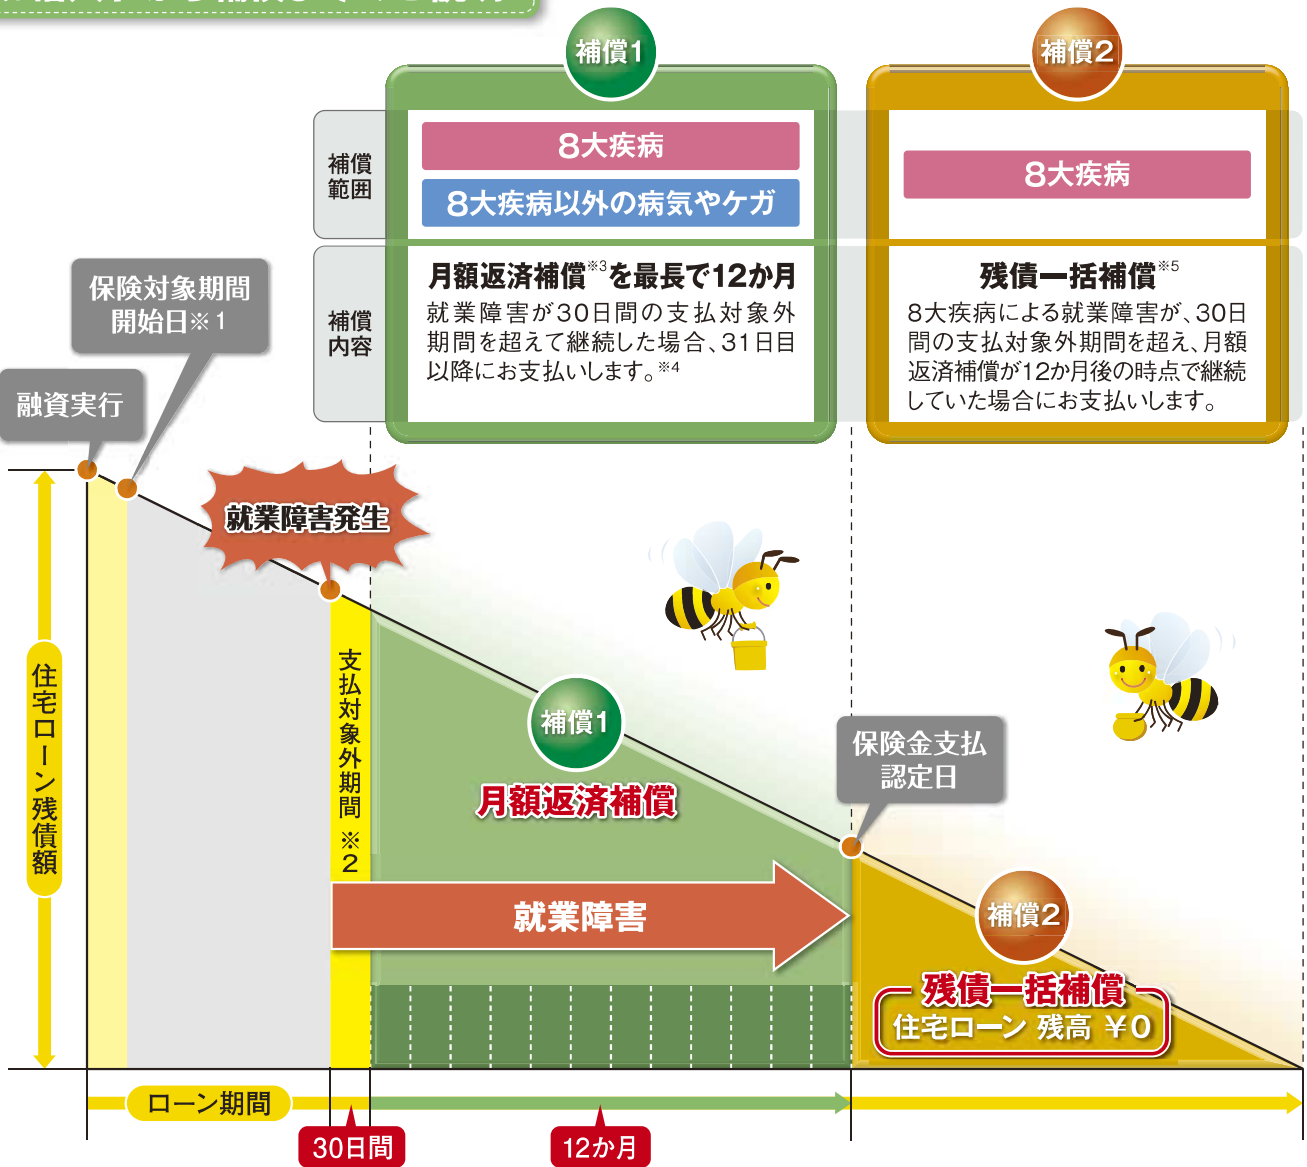 補償1
補償2
補償
範囲
8大疾病
8大疾病以外の病気やケガ
8大疾病
補償
内容
月額返済補償※3を最長で12か月
就業障害が30日間の支払対象外
期間を超えて継続した場合、31日目
以降にお支払いします。※4
残債一括補償※5
8大疾病による就業障害が、30日
間の支払対象外期間を超え、月額
返済補償が12か月後の時点で継続
していた場合にお支払いします。
保険対象期間
開始日※1
融資実行
就業障害発生
住宅ローン残債額
支払対象外期間 ※2
補償1
月額返済補償
保険金支払
認定日
就業障害
補償2
残債一括補償
住宅ローン 残高 ¥0
ローン期間
30日間
12か月